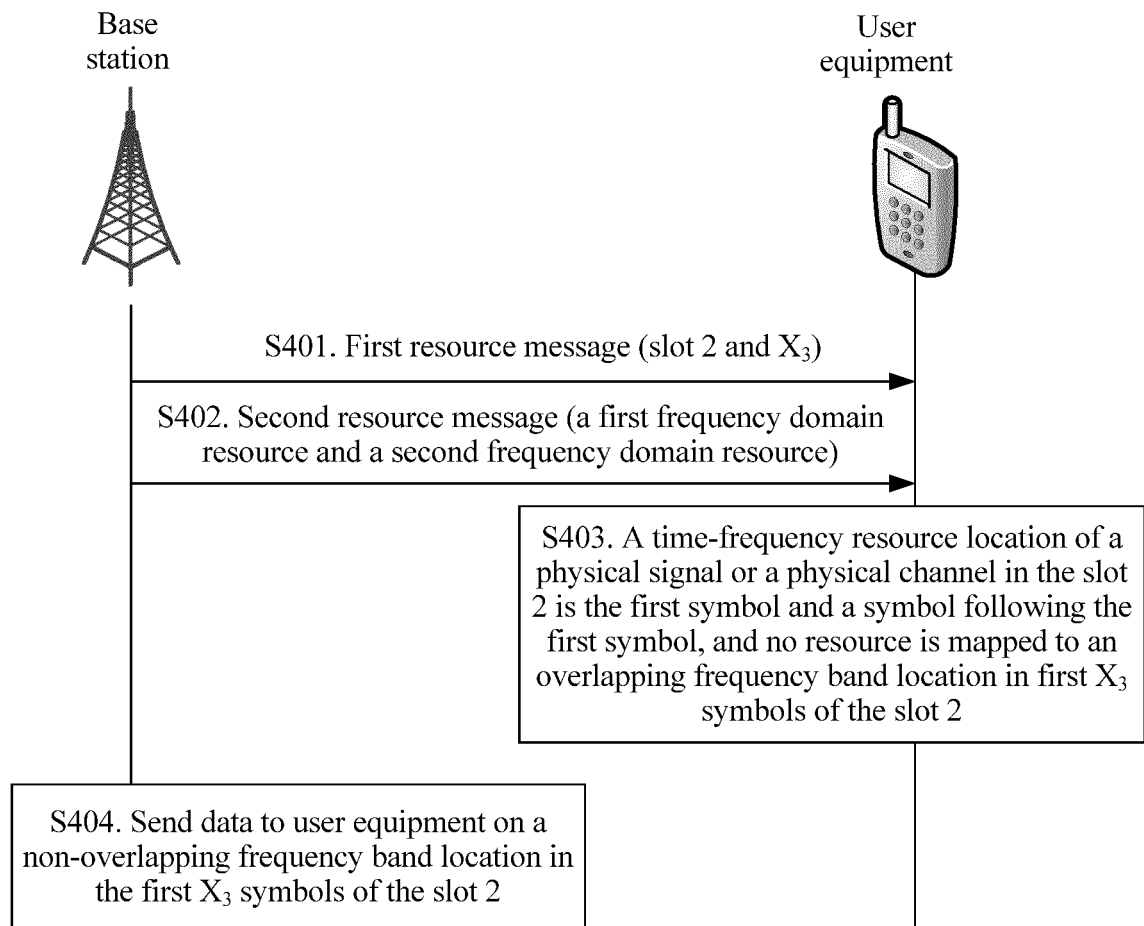 Base
station
User
equipment
S401. First resource message (slot 2 and X₃)
S402. Second resource message (a first frequency domain
resource and a second frequency domain resource)
S403. A time-frequency resource location of a
physical signal or a physical channel in the slot
2 is the first symbol and a symbol following the
first symbol, and no resource is mapped to an
overlapping frequency band location in first X₃
symbols of the slot 2
S404. Send data to user equipment on a
non-overlapping frequency band location in
the first X₃ symbols of the slot 2